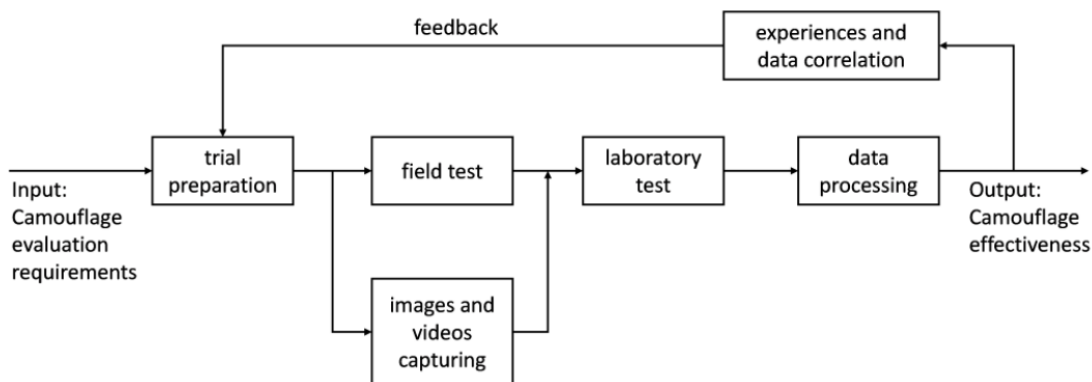 feedback
experiences and
data correlation
trial
preparation
field test
laboratory
test
data
processing
Input:
Camouflage
evaluation
requirements
Output:
Camouflage
effectiveness
images and
videos
capturing